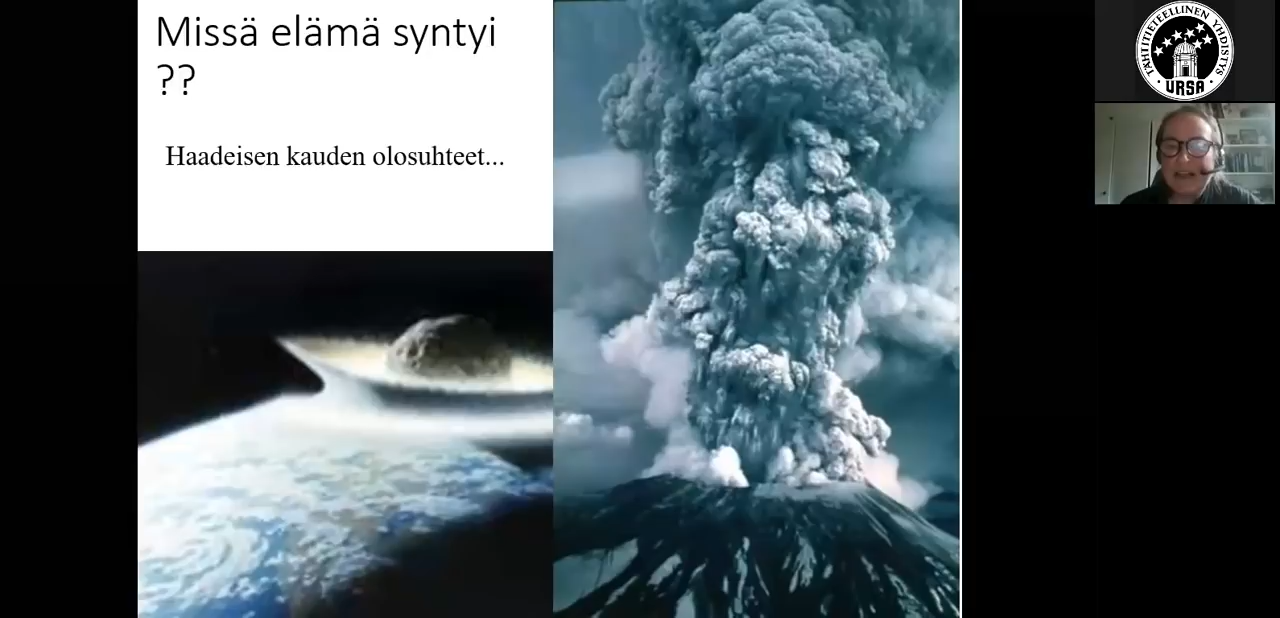 Missä elämä syntyi
??
Haadeisen kauden olosuhteet...
TÄHTITIETEELLINEN YHDISTYS
URSA